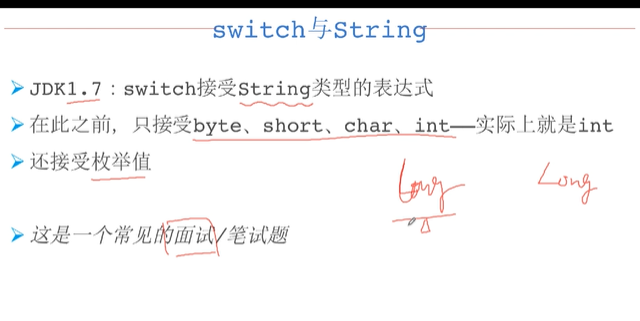 switch与String
JDK1.7：switch接受String类型的表达式
在此之前，只接受byte、short、char、int——实际上就是int
还接受枚举值
Long
Long
这是一个常见的面试/笔试题